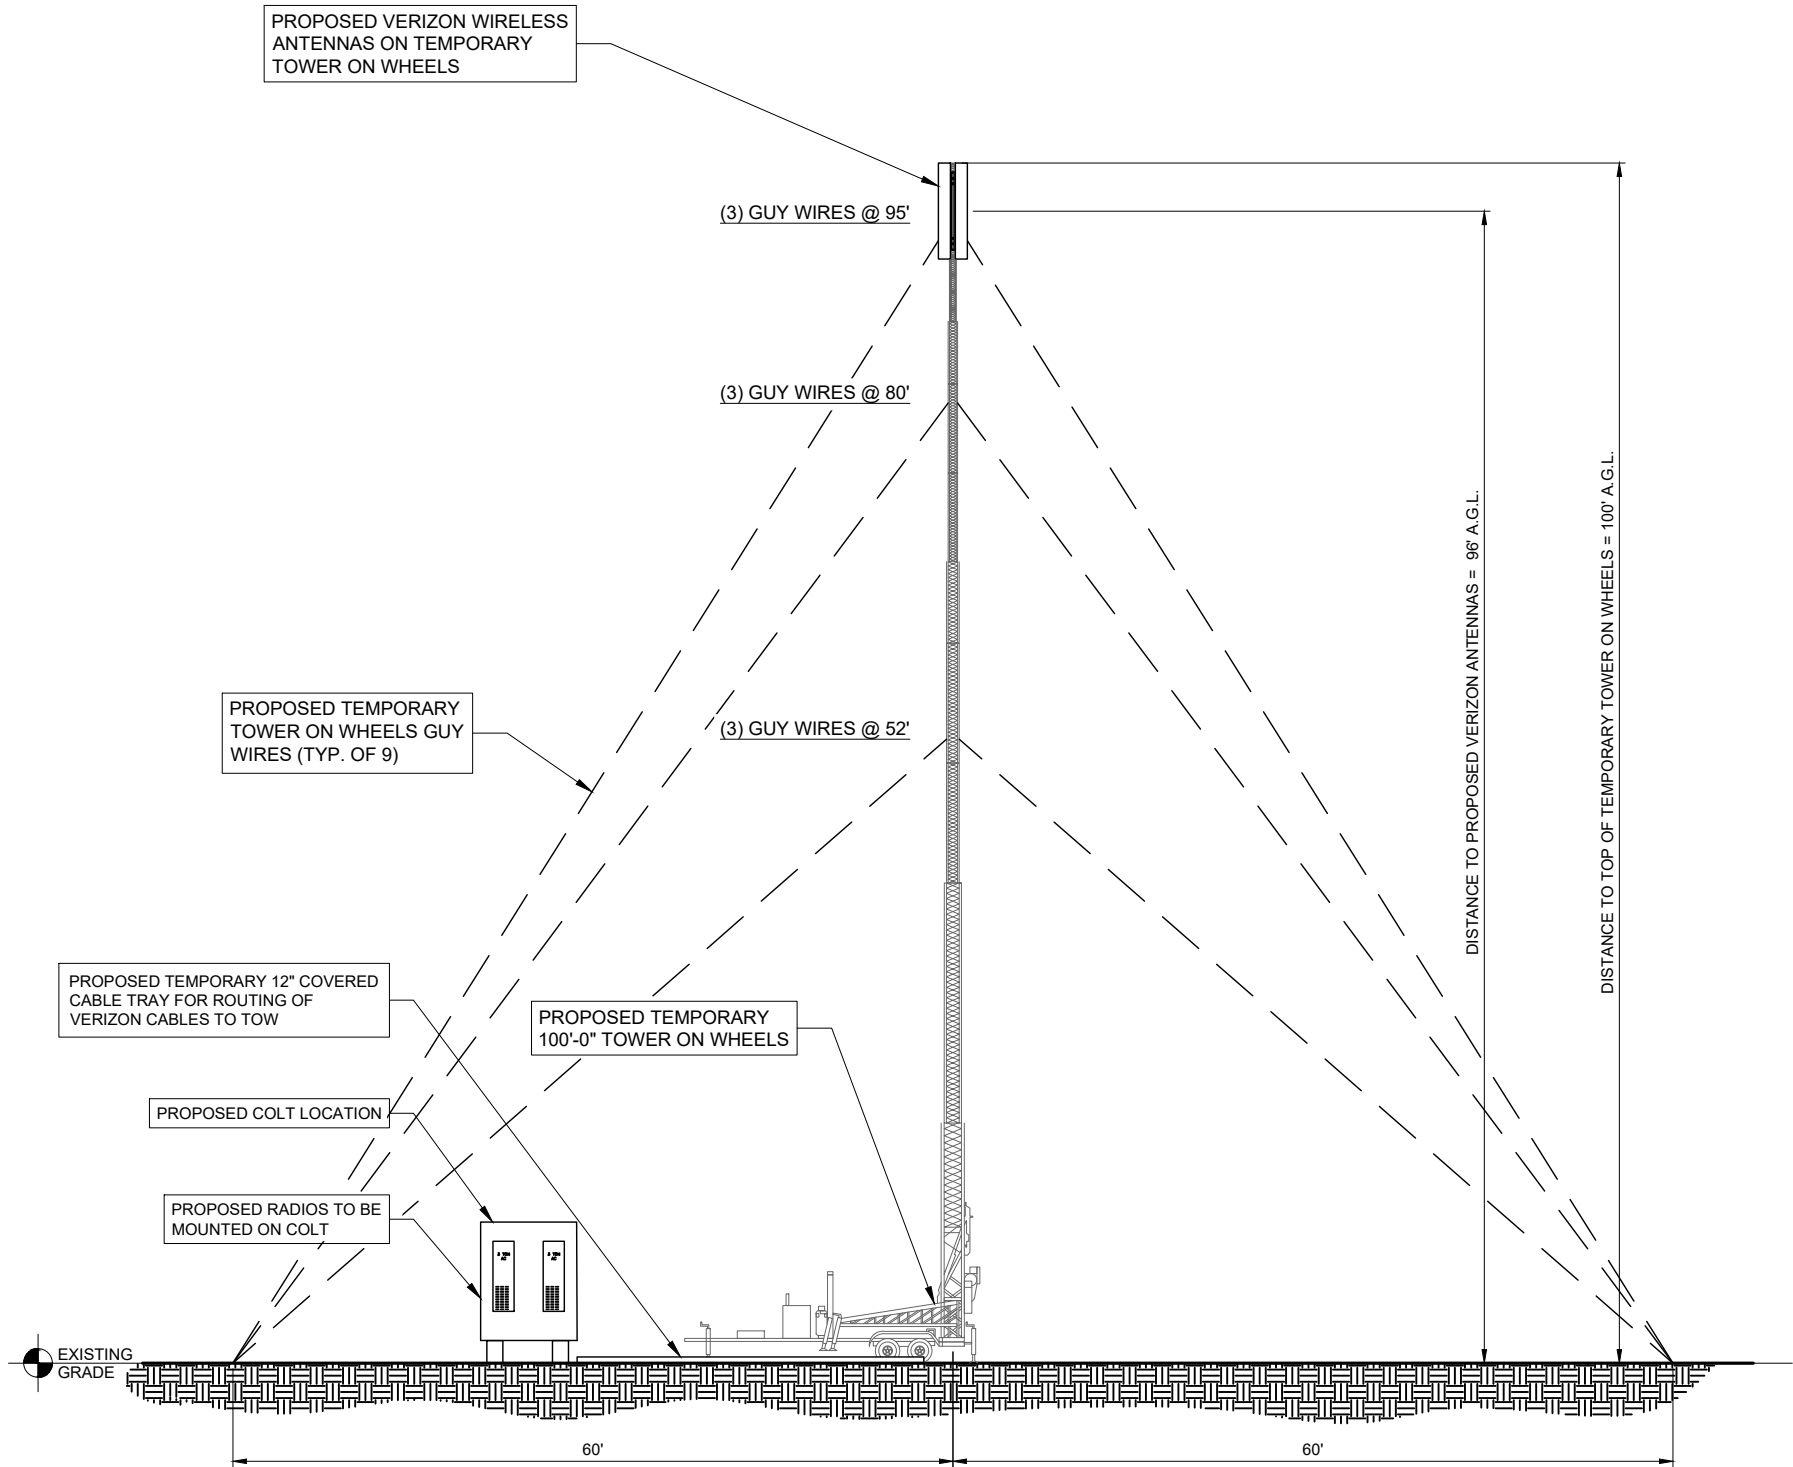 PROPOSED VERIZON WIRELESS
ANTENNAS ON TEMPORARY
TOWER ON WHEELS
(3) GUY WIRES @ 95'
(3) GUY WIRES @ 80'
(3) GUY WIRES @ 52'
DISTANCE TO PROPOSED VERIZON ANTENNAS = 96' A.G.L.
DISTANCE TO TOP OF TEMPORARY TOWER ON WHEELS = 100' A.G.L.
PROPOSED TEMPORARY
TOWER ON WHEELS GUY
WIRES (TYP. OF 9)
PROPOSED TEMPORARY 12" COVERED
CABLE TRAY FOR ROUTING OF
VERIZON CABLES TO TOW
PROPOSED TEMPORARY
100'-0" TOWER ON WHEELS
PROPOSED COLT LOCATION
PROPOSED RADIOS TO BE
MOUNTED ON COLT
AC
AC
EXISTING
GRADE
60'
60'